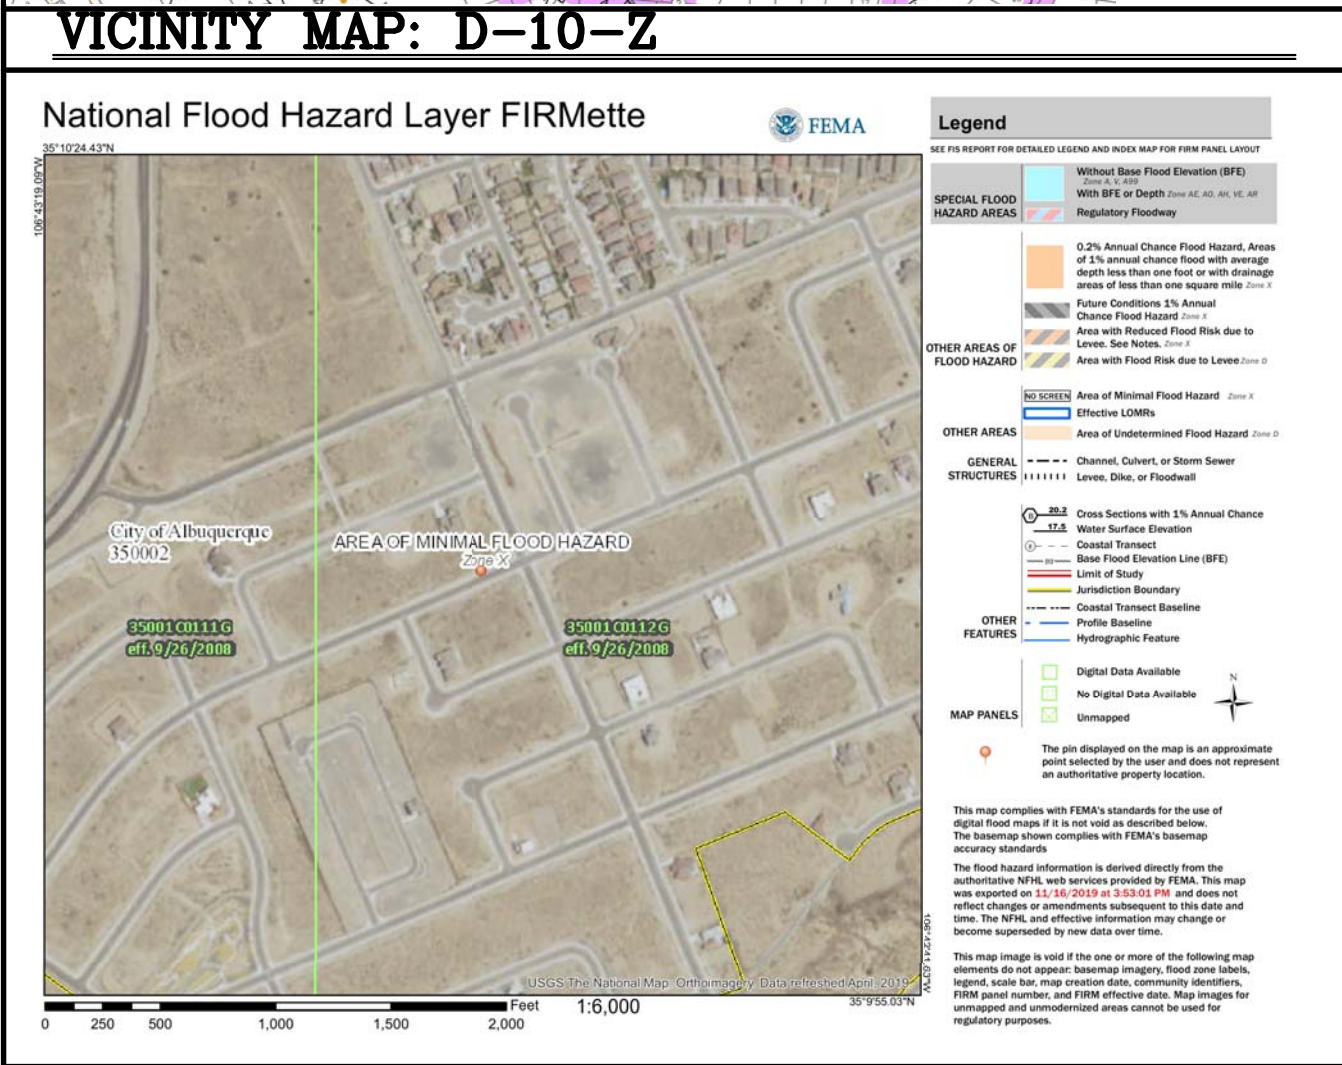 VICINITY MAP: D-10-Z
National Flood Hazard Layer FIRMette
FEMA
35°10'24.43"N
106°43'19.09"W
City of Albuquerque
350002
AREA OF MINIMAL FLOOD HAZARD
Zone X
35001C0111G
eff. 9/26/2008
35001C0112G
eff. 9/26/2008
USGS The National Map: Orthoimagery. Data refreshed April, 2019
106°42'41.63"W
35°9'55.03"N
Feet
1:6,000
0 250 500 1,000 1,500 2,000
Legend
SEE FIS REPORT FOR DETAILED LEGEND AND INDEX MAP FOR FIRM PANEL LAYOUT
SPECIAL FLOOD
HAZARD AREAS
Without Base Flood Elevation (BFE)
Zone A, V, A99
With BFE or Depth Zone AE, AO, AH, VE, AR
Regulatory Floodway
OTHER AREAS OF
FLOOD HAZARD
0.2% Annual Chance Flood Hazard, Areas
of 1% annual chance flood with average
depth less than one foot or with drainage
areas of less than one square mile Zone X
Future Conditions 1% Annual
Chance Flood Hazard Zone X
Area with Reduced Flood Risk due to
Levee. See Notes. Zone X
Area with Flood Risk due to Levee Zone D
OTHER AREAS
NO SCREEN Area of Minimal Flood Hazard Zone X
Effective LOMRs
Area of Undetermined Flood Hazard Zone D
GENERAL
STRUCTURES
Channel, Culvert, or Storm Sewer
Levee, Dike, or Floodwall
OTHER
FEATURES
B 20.2 Cross Sections with 1% Annual Chance
17.5 Water Surface Elevation
Coastal Transect
Base Flood Elevation Line (BFE)
Limit of Study
Jurisdiction Boundary
Coastal Transect Baseline
Profile Baseline
Hydrographic Feature
MAP PANELS
Digital Data Available
No Digital Data Available
Unmapped
N
The pin displayed on the map is an approximate
point selected by the user and does not represent
an authoritative property location.
This map complies with FEMA's standards for the use of
digital flood maps if it is not void as described below.
The basemap shown complies with FEMA's basemap
accuracy standards
The flood hazard information is derived directly from the
authoritative NFHL web services provided by FEMA. This map
was exported on 11/16/2019 at 3:53:01 PM and does not
reflect changes or amendments subsequent to this date and
time. The NFHL and effective information may change or
become superseded by new data over time.
This map image is void if the one or more of the following map
elements do not appear: basemap imagery, flood zone labels,
legend, scale bar, map creation date, community identifiers,
FIRM panel number, and FIRM effective date. Map images for
unmapped and unmodernized areas cannot be used for
regulatory purposes.